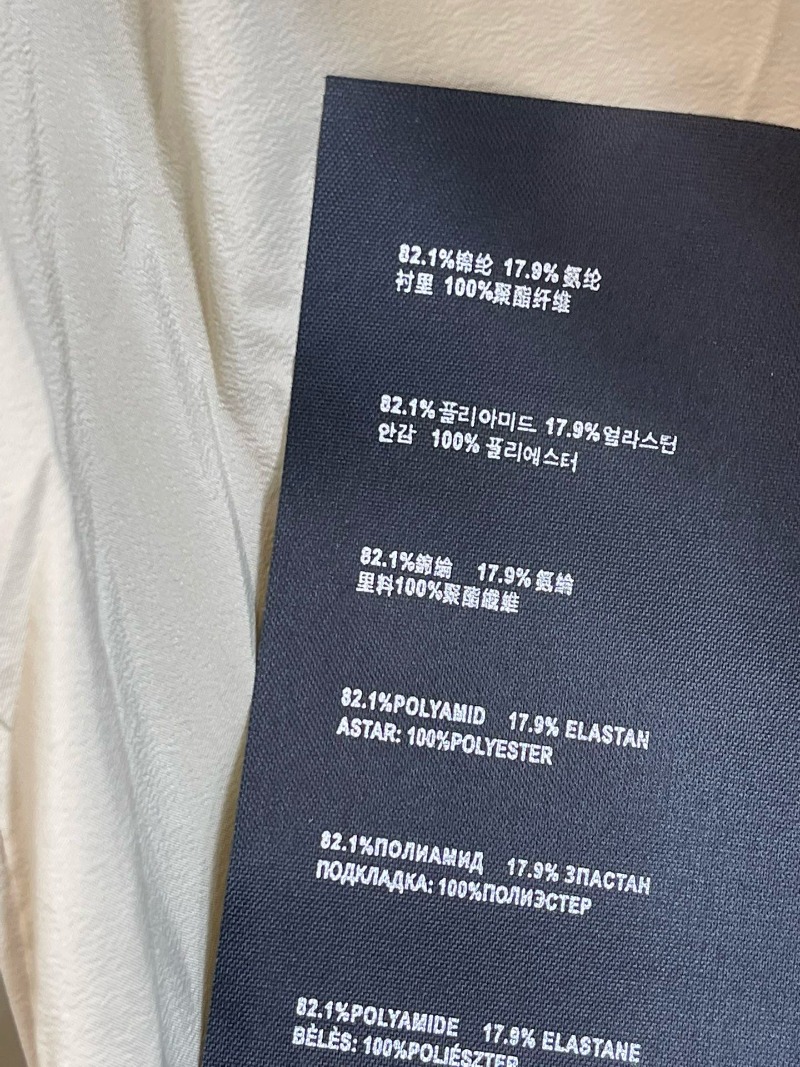 82.1%锦纶 17.9%氨纶
衬里 100%聚酯纤维
82.1%폴리아미드 17.9%엘라스턴
안감 100% 폴리에스터
82.1%錦綸 17.9%氨綸
里料100%聚酯纖維
82.1%POLYAMID 17.9% ELASTAN
ASTAR: 100%POLYESTER
82.1%ПОЛИАМИД 17.9% ЗПАСТАН
ПОДКЛАДКА: 100%ПОЛИЭСТЕР
82.1%POLYAMIDE 17.9% ELASTANE
BÈLÈS: 100%POLIÉSZTER